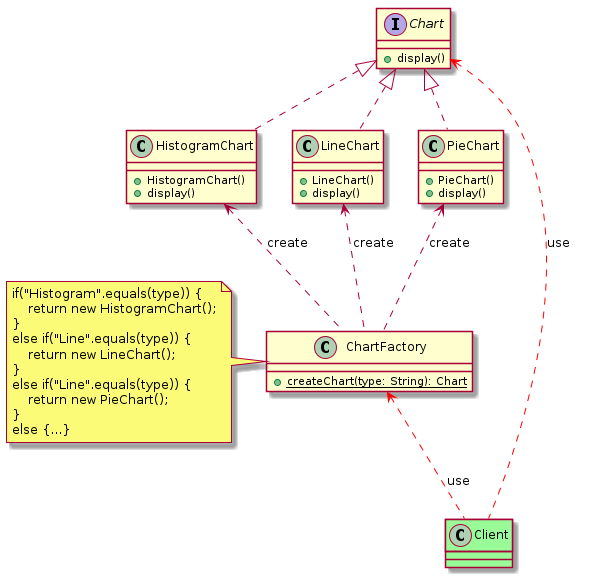 I Chart
display()
C HistogramChart
HistogramChart()
display()
C LineChart
LineChart()
display()
C PieChart
PieChart()
display()
create
create
create
use
if("Histogram".equals(type)) {
return new HistogramChart();
}
else if("Line".equals(type)) {
return new LineChart();
}
else if("Line".equals(type)) {
return new PieChart();
}
else {...}
C ChartFactory
createChart(type: String): Chart
use
C Client